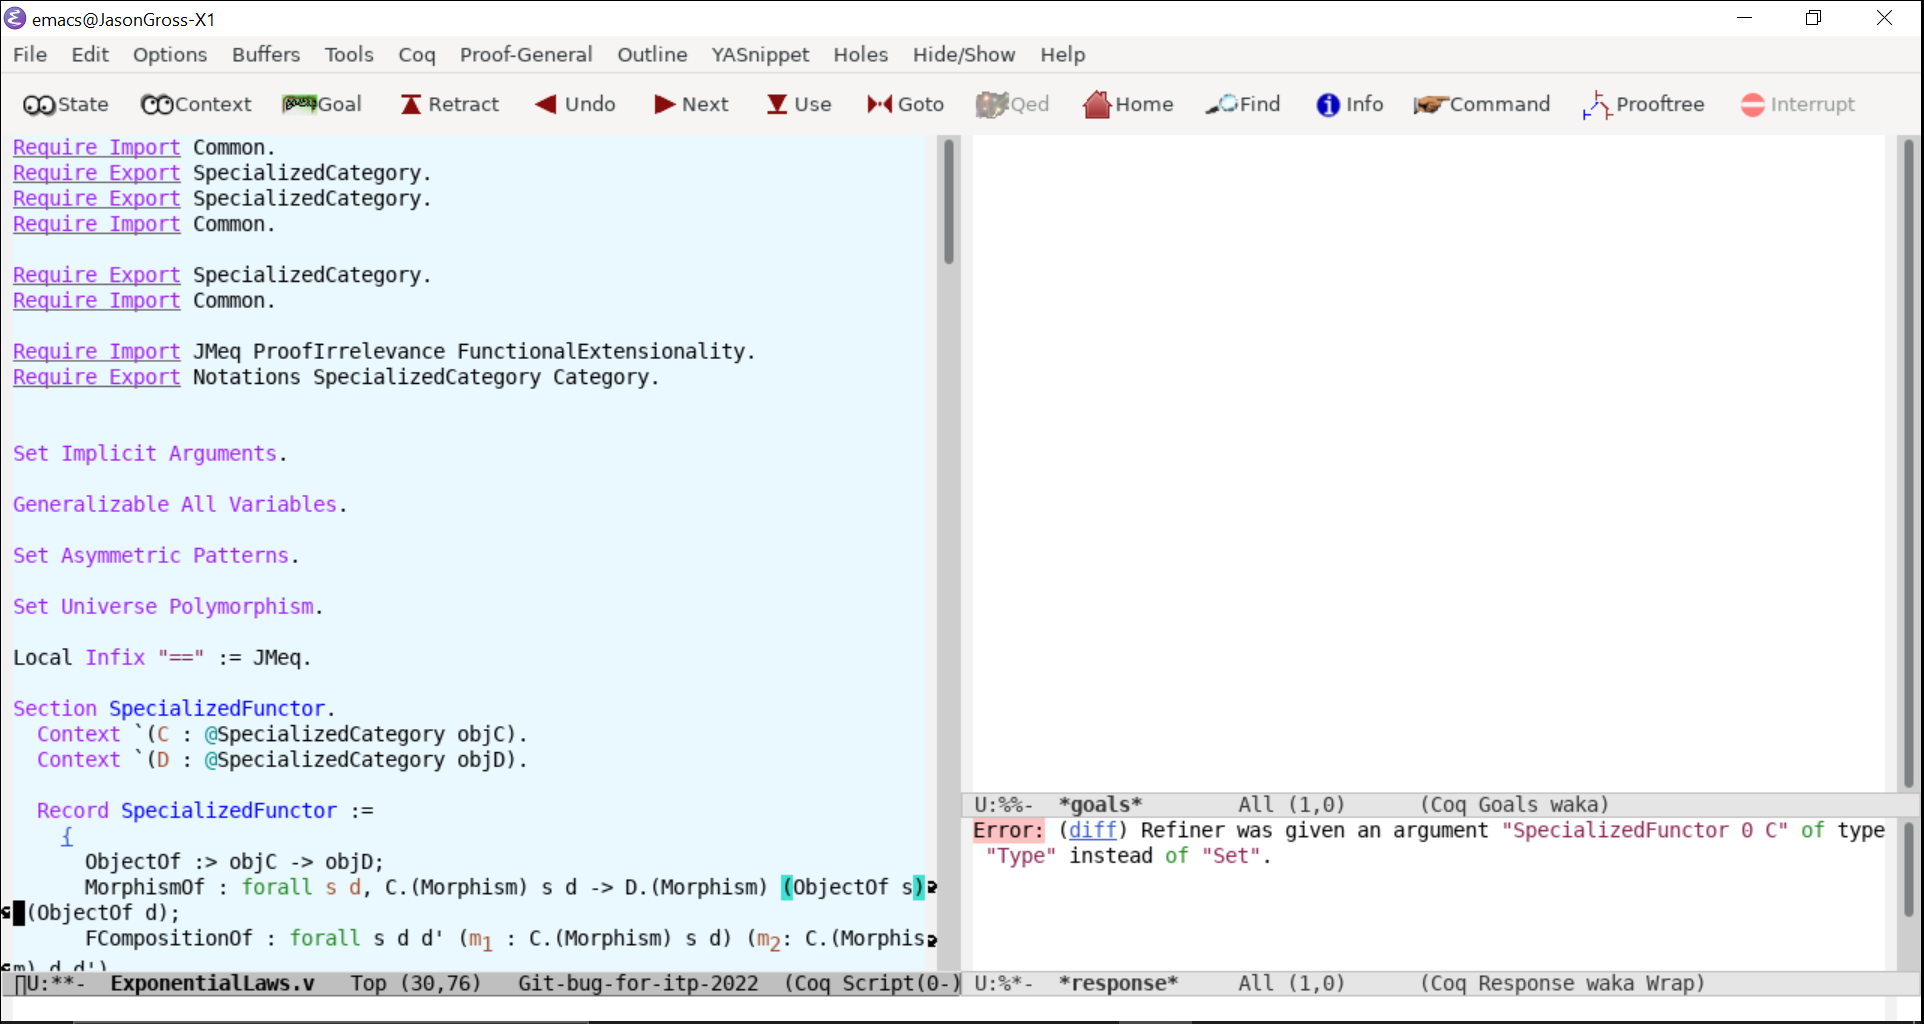 emacs@JasonGross-X1
File Edit Options Buffers Tools Coq Proof-General Outline YASnippet Holes Hide/Show Help
State Context Goal Retract Undo Next Use Goto Qed Home Find Info Command Prooftree Interrupt
Require Import Common.
Require Export SpecializedCategory.
Require Export SpecializedCategory.
Require Import Common.
Require Export SpecializedCategory.
Require Import Common.
Require Import JMeq ProofIrrelevance FunctionalExtensionality.
Require Export Notations SpecializedCategory Category.
Set Implicit Arguments.
Generalizable All Variables.
Set Asymmetric Patterns.
Set Universe Polymorphism.
Local Infix "==" := JMeq.
Section SpecializedFunctor.
Context `(C : @SpecializedCategory objC).
Context `(D : @SpecializedCategory objD).
Record SpecializedFunctor :=
{
ObjectOf :> objC -> objD;
MorphismOf : forall s d, C.(Morphism) s d -> D.(Morphism) (ObjectOf s)
(ObjectOf d);
FCompositionOf : forall s d d' (m1 : C.(Morphism) s d) (m2: C.(Morphis
m) d d')
U:**- ExponentialLaws.v Top (30,76) Git-bug-for-itp-2022 (Coq Script(0-)
U:%%- *goals* All (1,0) (Coq Goals waka)
Error: (diff) Refiner was given an argument "SpecializedFunctor 0 C" of type
"Type" instead of "Set".
U:%*- *response* All (1,0) (Coq Response waka Wrap)